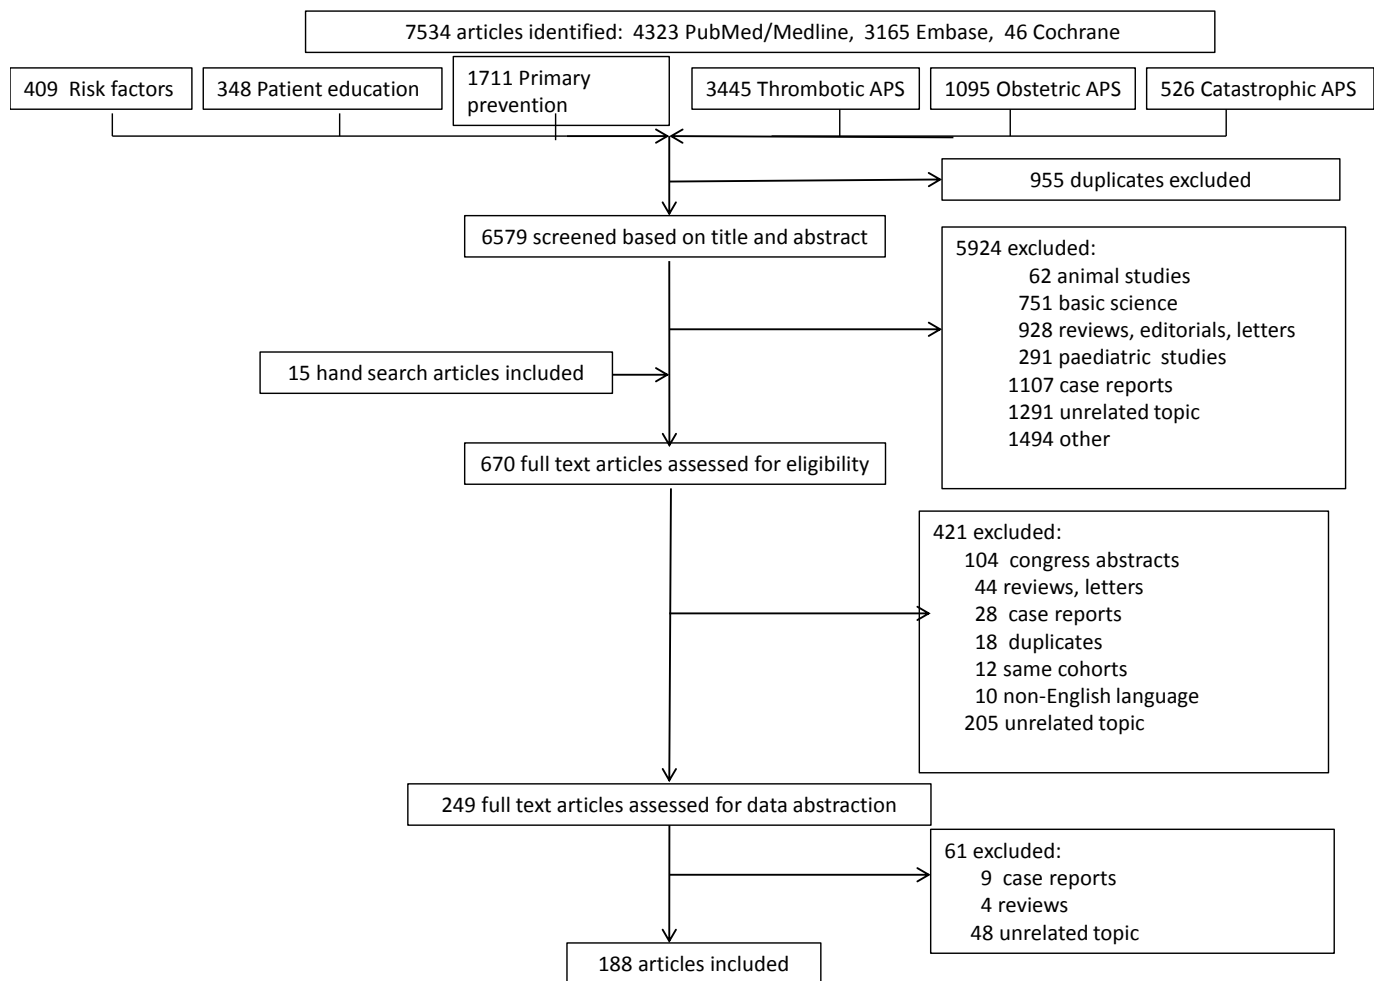 7534 articles identified: 4323 PubMed/Medline, 3165 Embase, 46 Cochrane
409 Risk factors
348 Patient education
1711 Primary
prevention
3445 Thrombotic APS
1095 Obstetric APS
526 Catastrophic APS
955 duplicates excluded
6579 screened based on title and abstract
5924 excluded:
62 animal studies
751 basic science
928 reviews, editorials, letters
291 paediatric studies
1107 case reports
1291 unrelated topic
1494 other
15 hand search articles included
670 full text articles assessed for eligibility
421 excluded:
104 congress abstracts
44 reviews, letters
28 case reports
18 duplicates
12 same cohorts
10 non-English language
205 unrelated topic
249 full text articles assessed for data abstraction
61 excluded:
9 case reports
4 reviews
48 unrelated topic
188 articles included